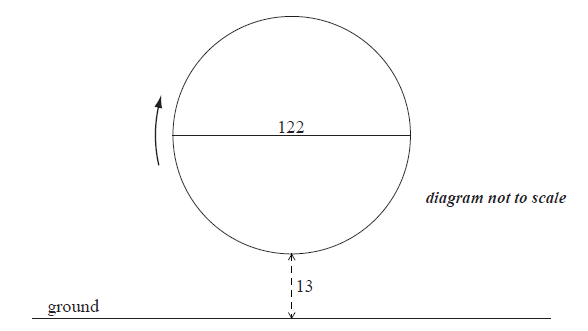 122
diagram not to scale
13
ground